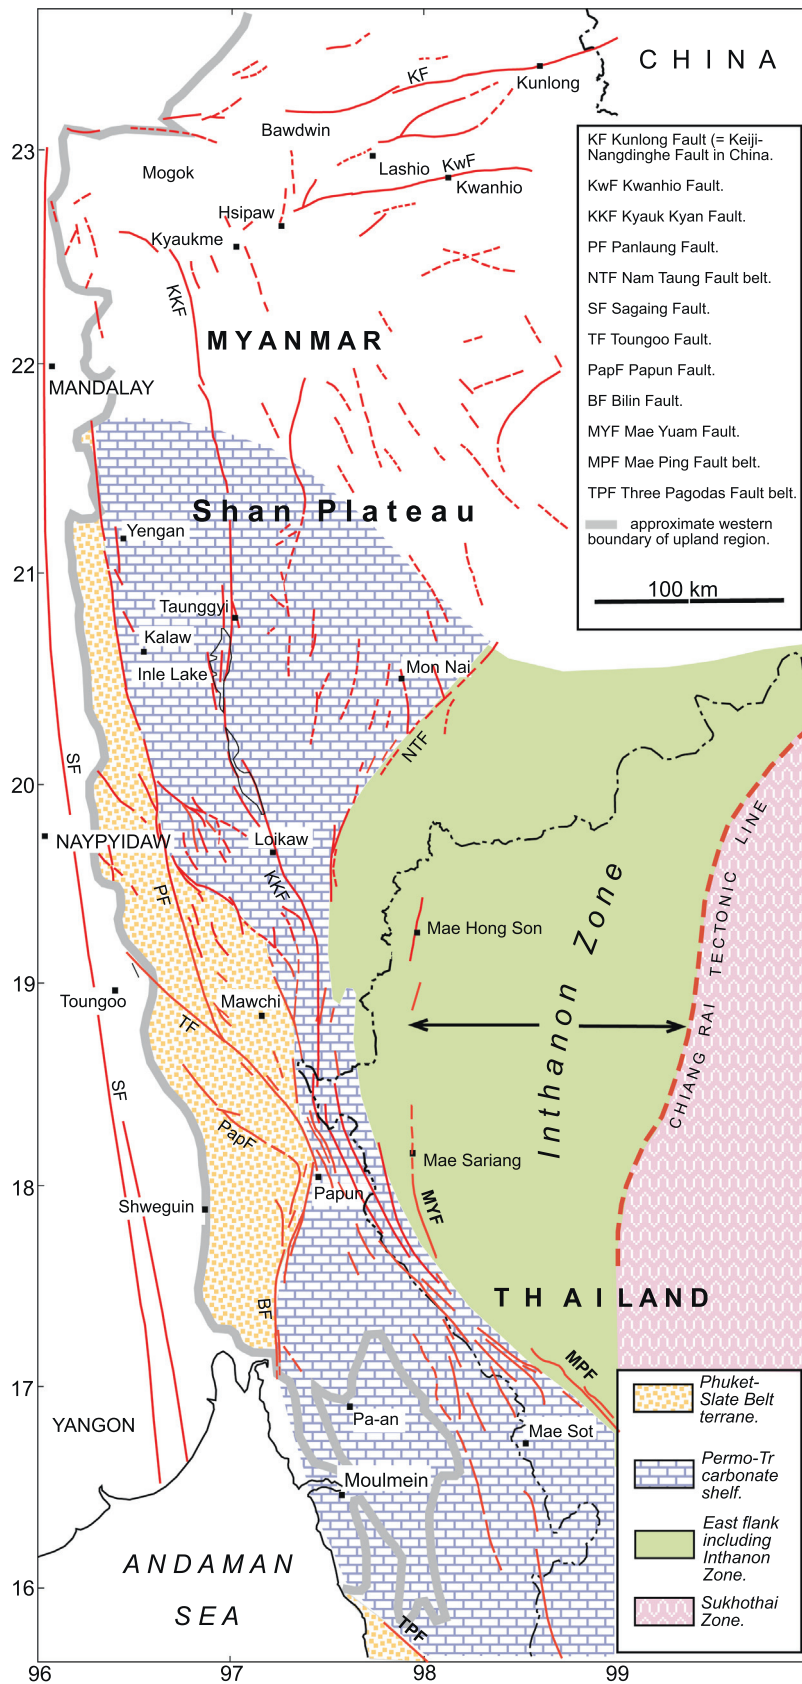 CHINA
KF
Kunlong
Bawdwin
23
Mogok
Lashio
KwF
Kwanhio
Hsipaw
Kyaukme
KKF
MYANMAR
22
MANDALAY
KF Kunlong Fault (= Keiji-
Nangdinghe Fault in China.
KwF Kwanhio Fault.
KKF Kyauk Kyan Fault.
PF Panlaung Fault.
NTF Nam Taung Fault belt.
SF Sagaing Fault.
TF Toungoo Fault.
PapF Papun Fault.
BF Bilin Fault.
MYF Mae Yuam Fault.
MPF Mae Ping Fault belt.
TPF Three Pagodas Fault belt.
approximate western
boundary of upland region.
100 km
Shan Plateau
Yengan
21
Taunggyi
Kalaw
Inle Lake
Mon Nai
NTF
SF
20
NAYPYIDAW
Loikaw
PF
KKF
Mae Hong Son
Inthanon Zone
CHIANG RAI TECTONIC LINE
19
Toungoo
Mawchi
TF
SF
PapF
Mae Sariang
18
Papun
MYF
Shweguin
BF
THAILAND
MPF
17
YANGON
Pa-an
Mae Sot
Moulmein
Phuket-
Slate Belt
terrane.
Permo-Tr
carbonate
shelf.
East flank
including
Inthanon
Zone.
Sukhothai
Zone.
ANDAMAN
SEA
16
TPF
96
97
98
99